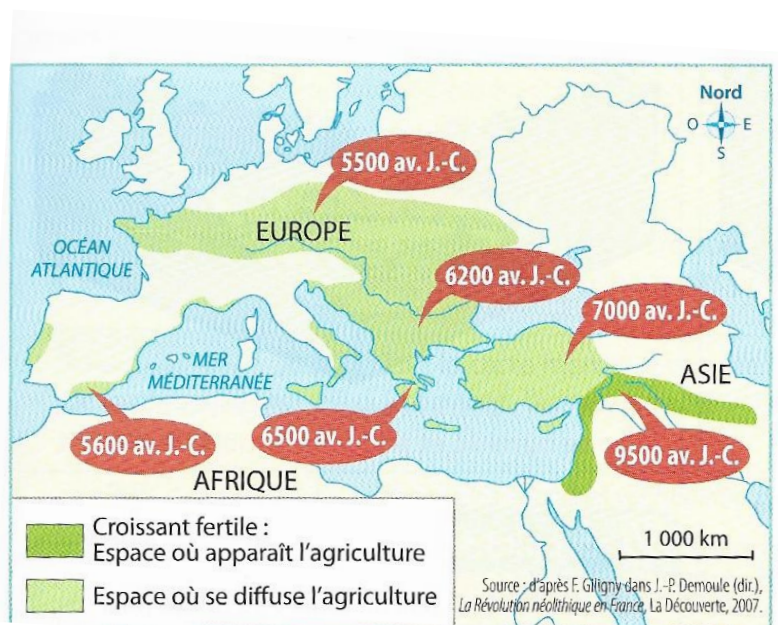 Nord
O
E
S
5500 av. J.-C.
EUROPE
OCÉAN
ATLANTIQUE
6200 av. J.-C.
7000 av. J.-C.
MER
MÉDITERRANÉE
ASIE
5600 av. J.-C.
6500 av. J.-C.
9500 av. J.-C.
AFRIQUE
Croissant fertile :
Espace où apparaît l'agriculture
Espace où se diffuse l'agriculture
1 000 km
Source : d'après F. Giligny dans J.-P. Demoule (dir.),
La Révolution néolithique en France, La Découverte, 2007.